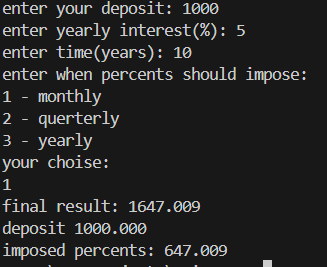 enter your deposit: 1000
enter yearly interest(%): 5
enter time(years): 10
enter when percents should impose:
1 - monthly
2 - querterly
3 - yearly
your choise:
1
final result: 1647.009
deposit 1000.000
imposed percents: 647.009